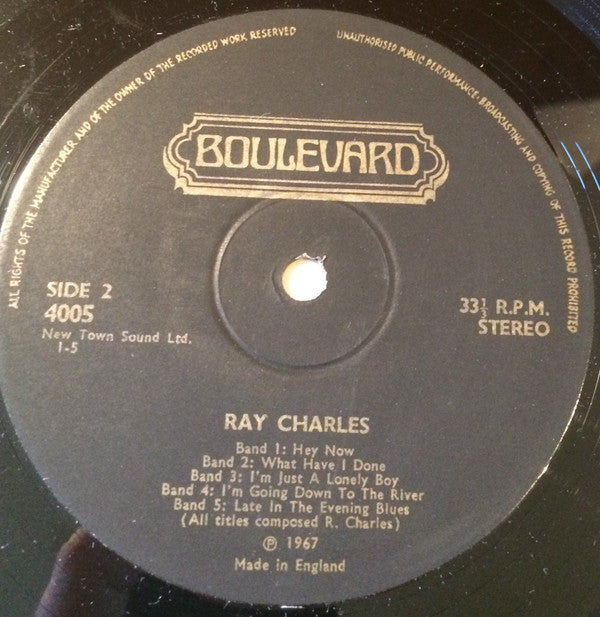 ALL RIGHTS OF THE MANUFACTURER AND OF THE OWNER OF THE RECORDED WORK RESERVED
UNAUTHORISED PUBLIC PERFORMANCE · BROADCASTING AND COPYING OF THIS RECORD PROHIBITED
BOULEVARD
SIDE 2
4005
New Town Sound Ltd.
1-5
33⅓ R.P.M.
STEREO
RAY CHARLES
Band 1: Hey Now
Band 2: What Have I Done
Band 3: I'm Just A Lonely Boy
Band 4: I'm Going Down To The River
Band 5: Late In The Evening Blues
(All titles composed R. Charles)
℗ 1967
Made in England